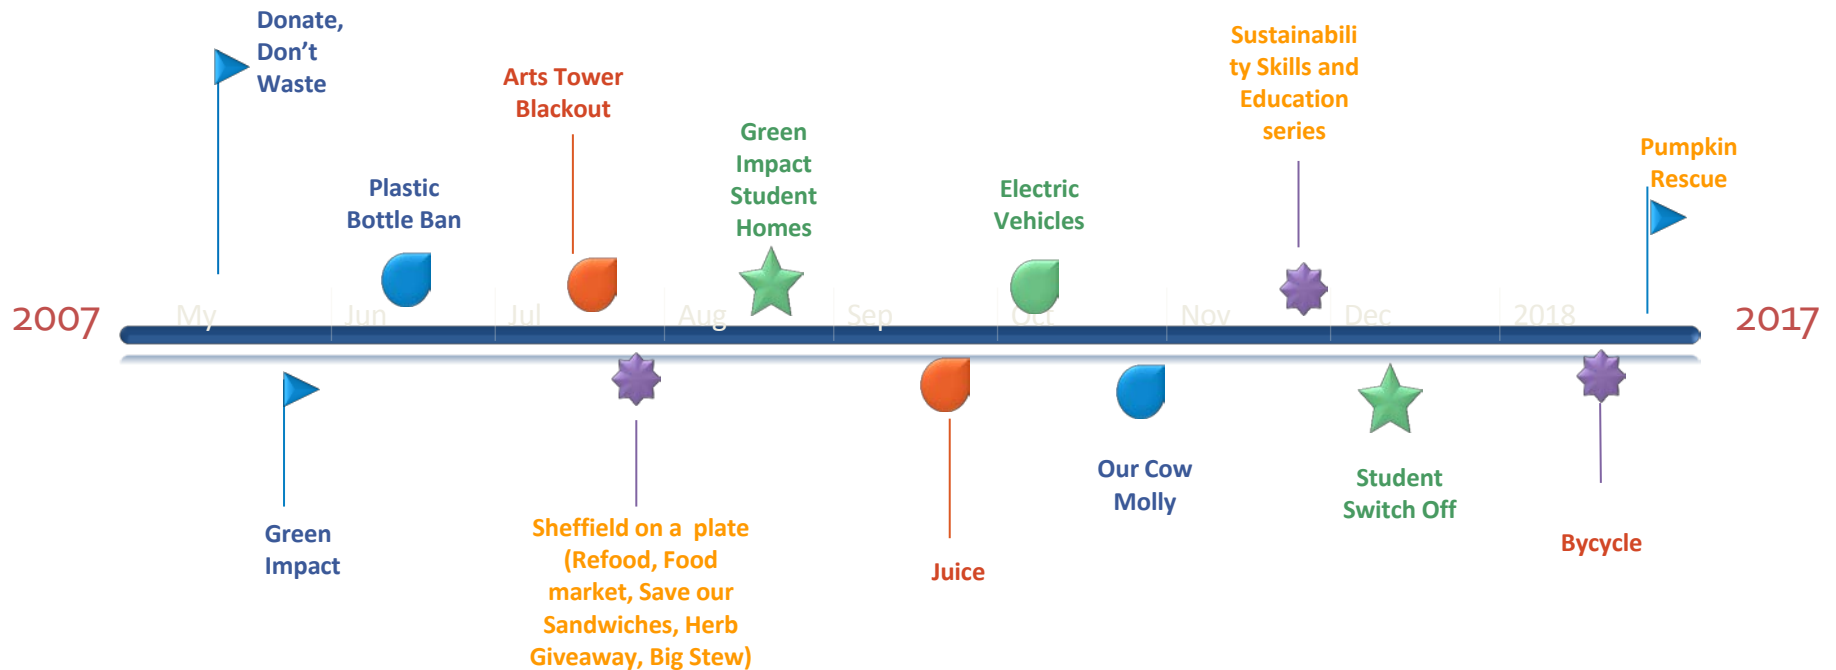 Donate,
Don’t
Waste
Arts Tower
Blackout
Sustainabili
ty Skills and
Education
series
Green
Impact
Student
Homes
Pumpkin
Rescue
Plastic
Bottle Ban
Electric
Vehicles
2007
My
Jun
Jul
Aug
Sep
Oct
Nov
Dec
2018
2017
Green
Impact
Sheffield on a plate
(Refood, Food
market, Save our
Sandwiches, Herb
Giveaway, Big Stew)
Juice
Our Cow
Molly
Student
Switch Off
Bycycle